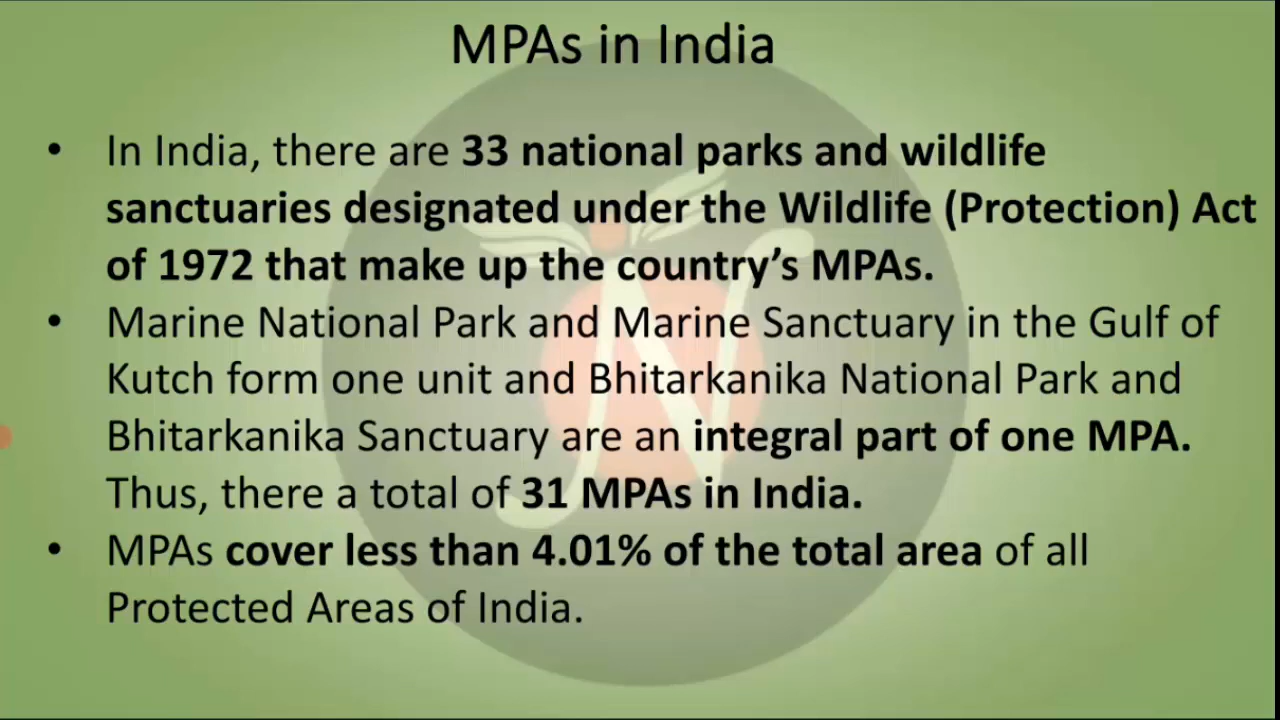 MPAs in India
• In India, there are 33 national parks and wildlife
sanctuaries designated under the Wildlife (Protection) Act
of 1972 that make up the country’s MPAs.
• Marine National Park and Marine Sanctuary in the Gulf of
Kutch form one unit and Bhitarkanika National Park and
Bhitarkanika Sanctuary are an integral part of one MPA.
Thus, there a total of 31 MPAs in India.
• MPAs cover less than 4.01% of the total area of all
Protected Areas of India.